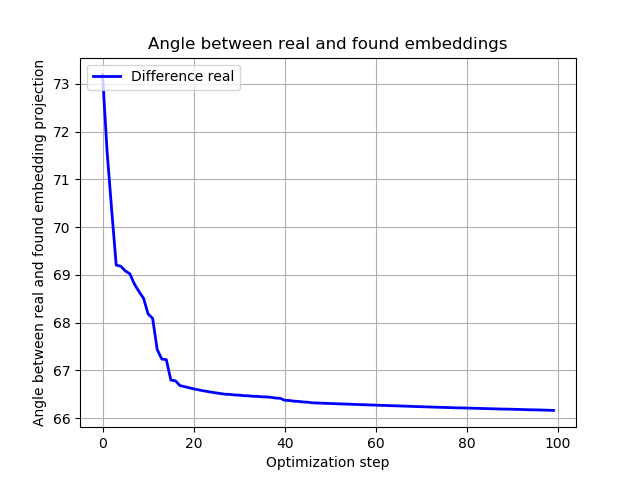 Angle between real and found embeddings
Difference real
Angle between real and found embedding projection
73
72
71
70
69
68
67
66
0 20 40 60 80 100
Optimization step